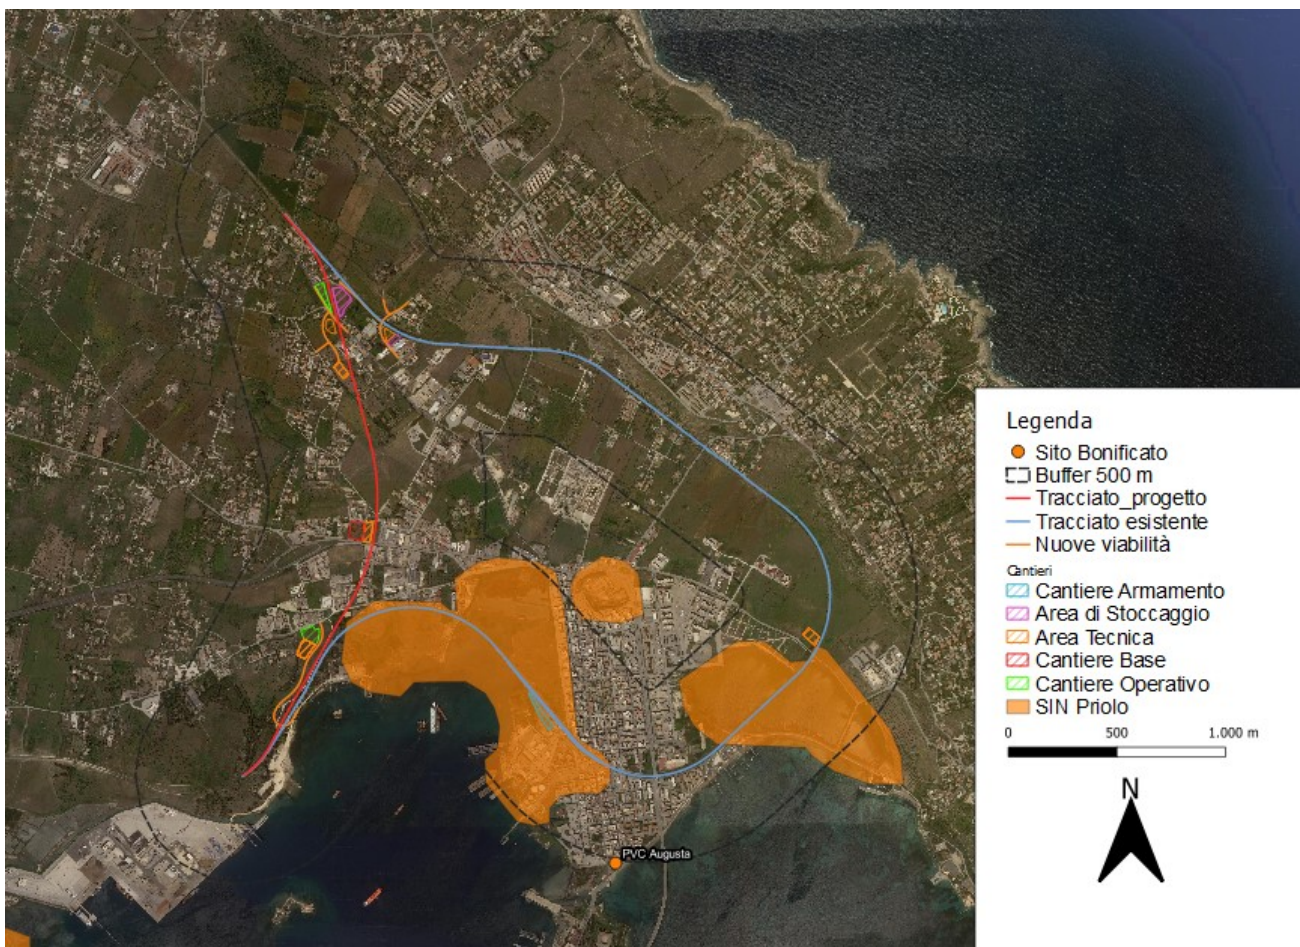 Legenda
Sito Bonificato
Buffer 500 m
Tracciato_progetto
Tracciato esistente
Nuove viabilità
Cantieri
Cantiere Armamento
Area di Stoccaggio
Area Tecnica
Cantiere Base
Cantiere Operativo
SIN Priolo
0 500 1.000 m
N
PVC Augusta